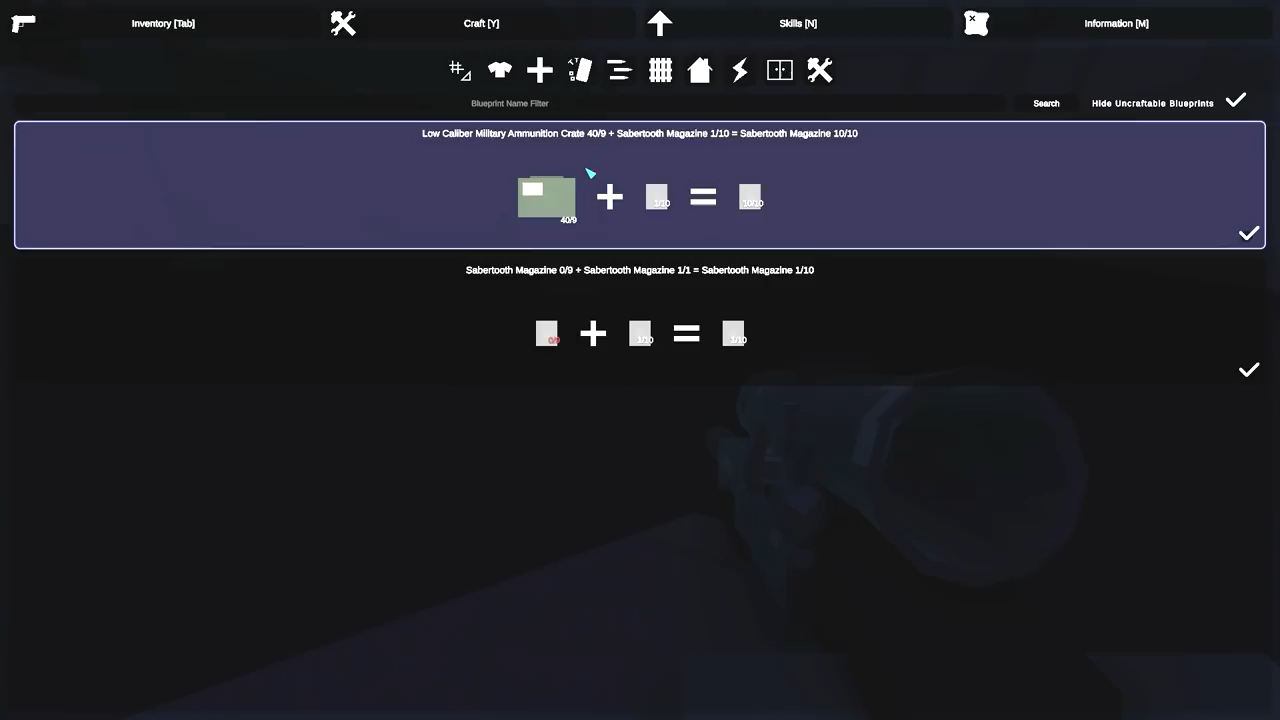 Inventory [Tab]
Craft [Y]
Skills [N]
Information [M]
Blueprint Name Filter
Search
Hide Uncraftable Blueprints
Low Caliber Military Ammunition Crate 40/9 + Sabertooth Magazine 1/10 = Sabertooth Magazine 10/10
40/9
1/10
10/10
Sabertooth Magazine 0/9 + Sabertooth Magazine 1/1 = Sabertooth Magazine 1/10
0/9
1/10
1/10